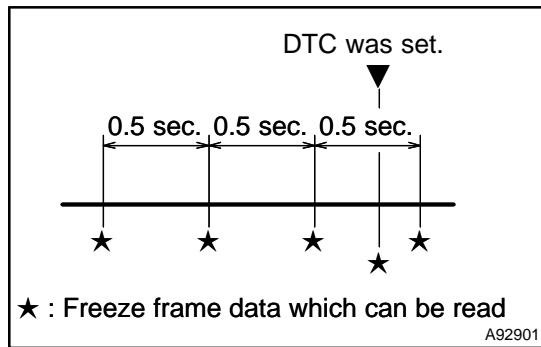 DTC was set.
0.5 sec. 0.5 sec. 0.5 sec.
★ : Freeze frame data which can be read
A92901